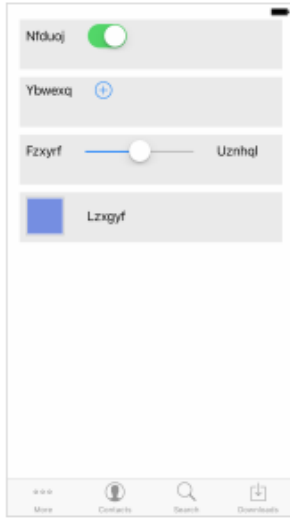 Nfduoj
Ybwexq
Fzxyrf Uznhql
Lzxgyf
More Contacts Search Downloads